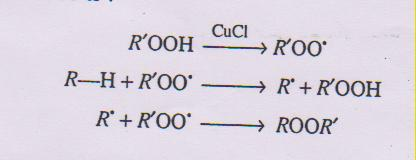 R′OOH —CuCl→ R′OO•
R—H + R′OO• ⟶ R• + R′OOH
R• + R′OO• ⟶ ROOR′